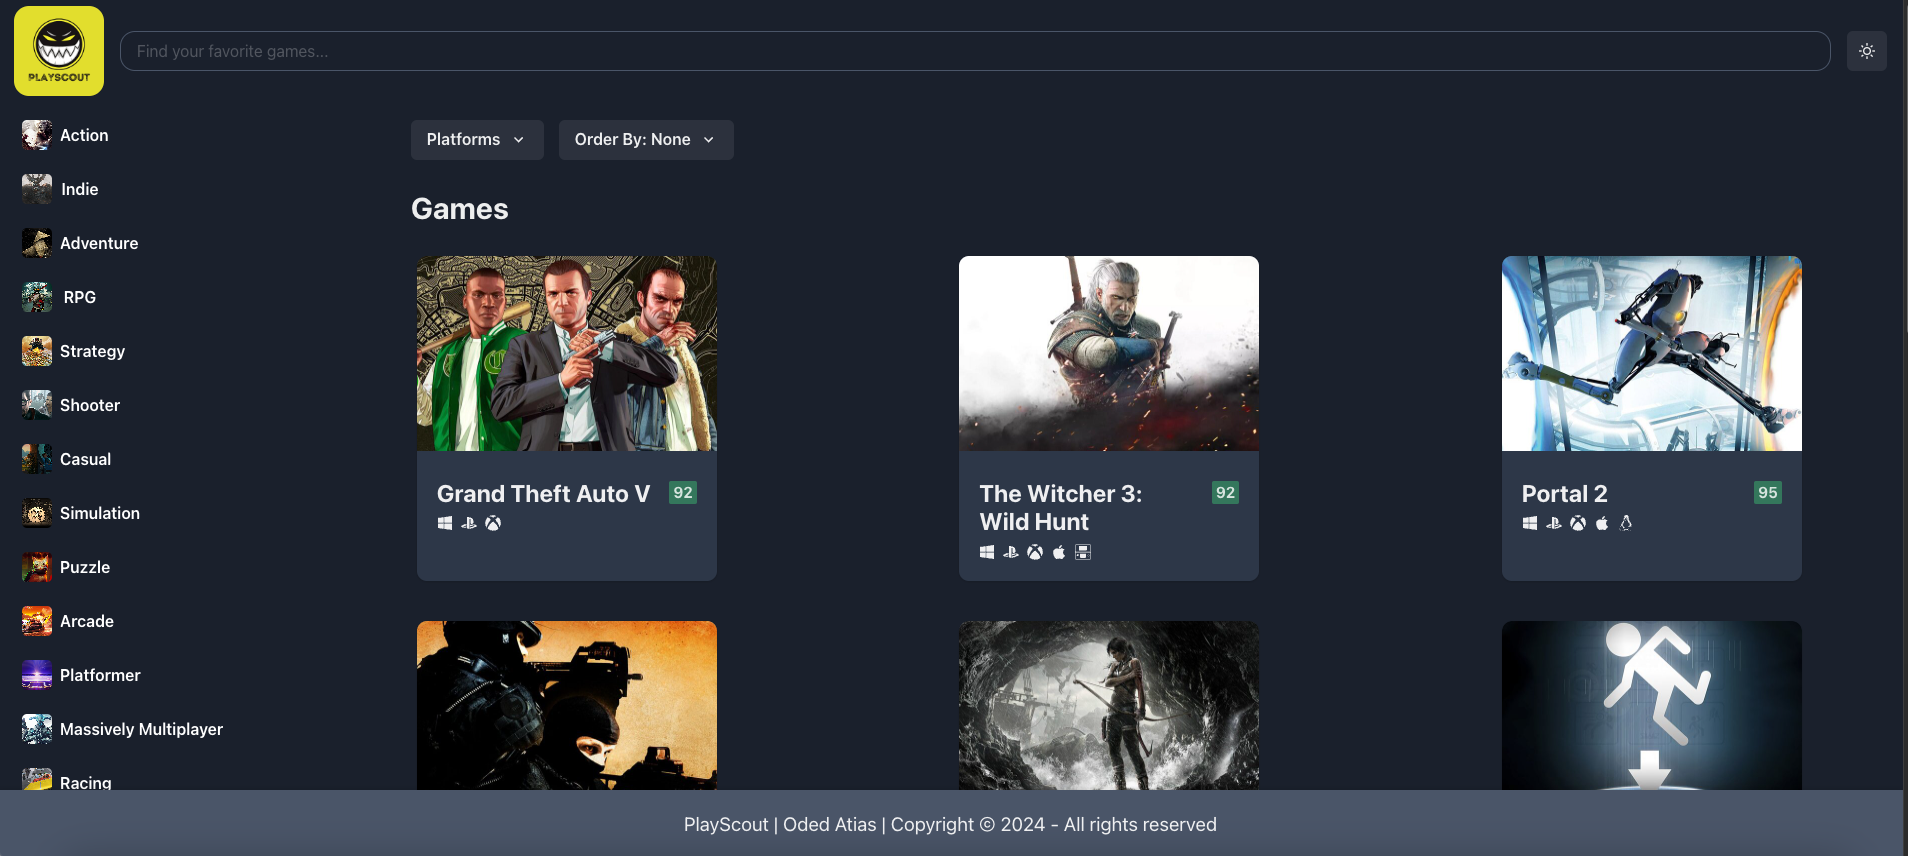 PLAYSCOUT
Find your favorite games...
Action
Indie
Adventure
RPG
Strategy
Shooter
Casual
Simulation
Puzzle
Arcade
Platformer
Massively Multiplayer
Racing
Platforms
Order By: None
Games
Grand Theft Auto V
92
The Witcher 3:
Wild Hunt
92
Portal 2
95
PlayScout | Oded Atias | Copyright © 2024 - All rights reserved